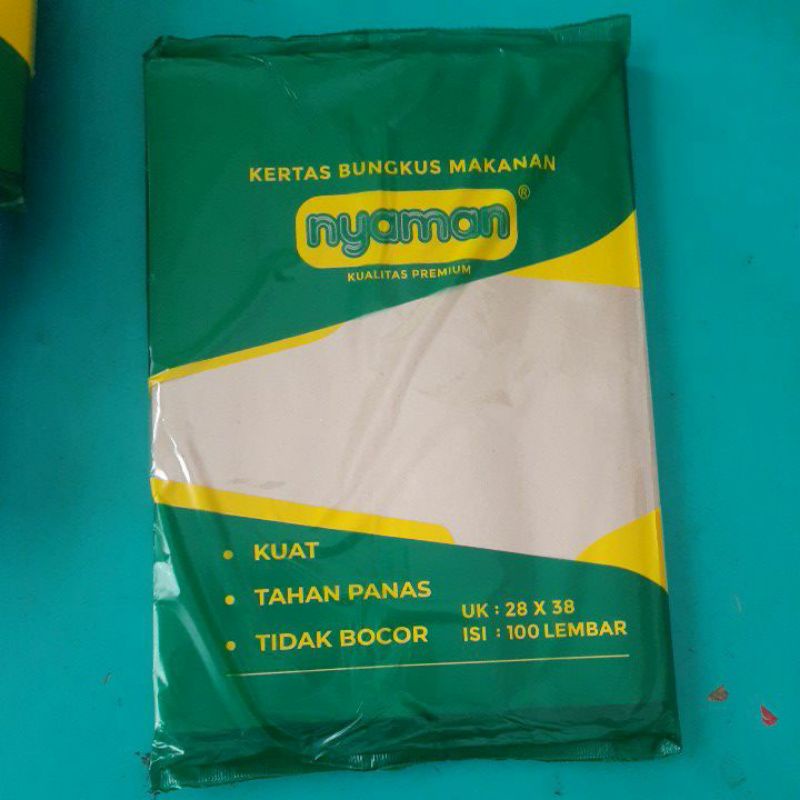 KERTAS BUNGKUS MAKANAN
nyaman ®
KUALITAS PREMIUM
• KUAT
• TAHAN PANAS
• TIDAK BOCOR
UK : 28 X 38
ISI : 100 LEMBAR